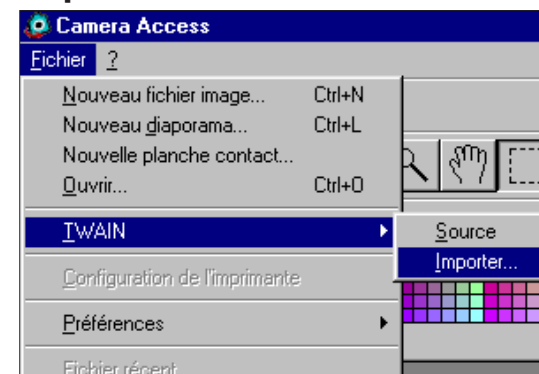 Camera Access
Fichier ?
Nouveau fichier image... Ctrl+N
Nouveau diaporama... Ctrl+L
Nouvelle planche contact...
Ouvrir... Ctrl+O
TWAIN
Source
Importer...
Configuration de l'imprimante
Préférences
Fichier récent